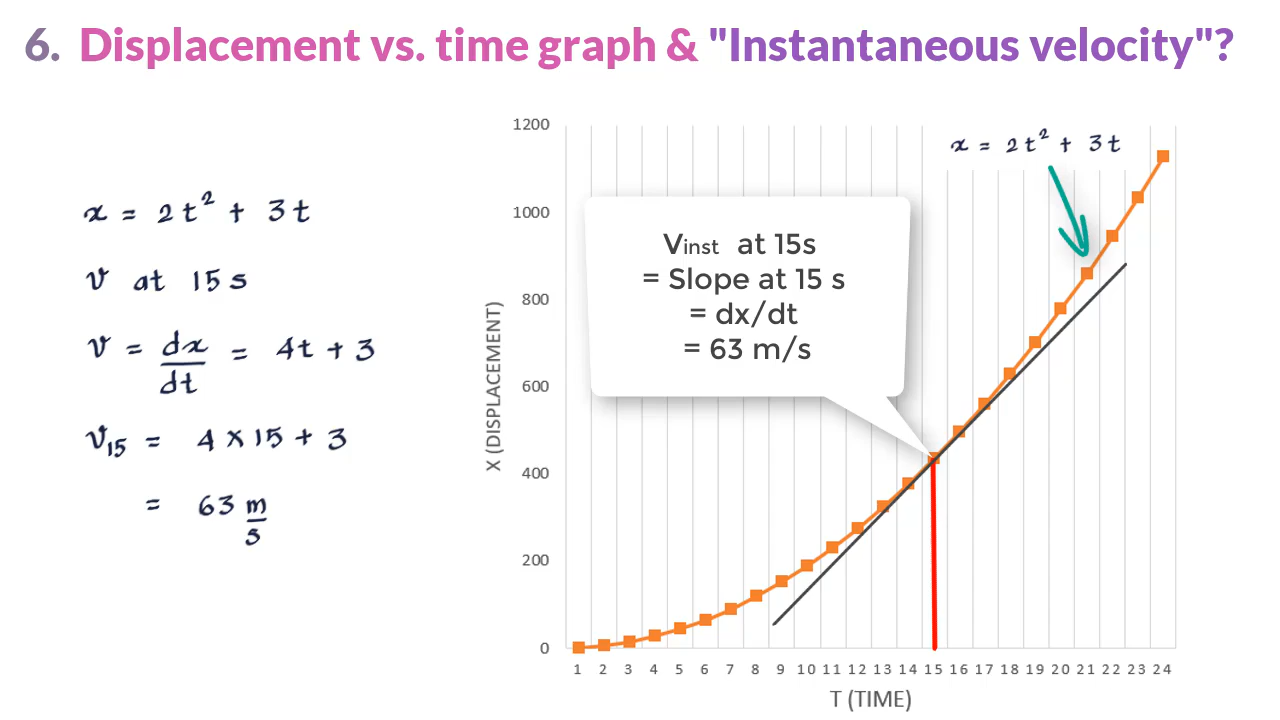 6. Displacement vs. time graph & "Instantaneous velocity"?
x = 2t² + 3t
v at 15s
v = dx/dt = 4t + 3
v₁₅ = 4 × 15 + 3
= 63 m/s
Vinst at 15s
= Slope at 15 s
= dx/dt
= 63 m/s
x = 2t² + 3t
X (DISPLACEMENT)
1200
1000
800
600
400
200
0
1 2 3 4 5 6 7 8 9 10 11 12 13 14 15 16 17 18 19 20 21 22 23 24
T (TIME)